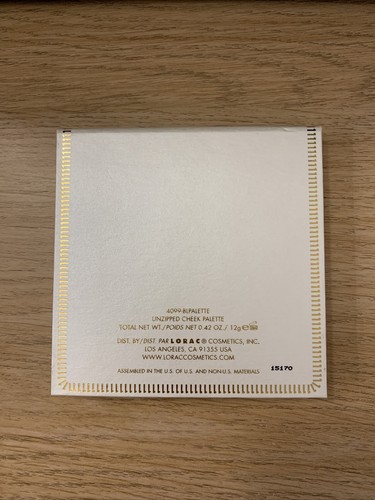 4099-BLPALETTE
UNZIPPED CHEEK PALETTE
TOTAL NET WT./POIDS NET 0.42 OZ./ 12g ℮
DIST. BY/DIST. PAR LORAC® COSMETICS, INC.
LOS ANGELES, CA 91355 USA
WWW.LORACCOSMETICS.COM
ASSEMBLED IN THE U.S. OF U.S. AND NON-U.S. MATERIALS
15170